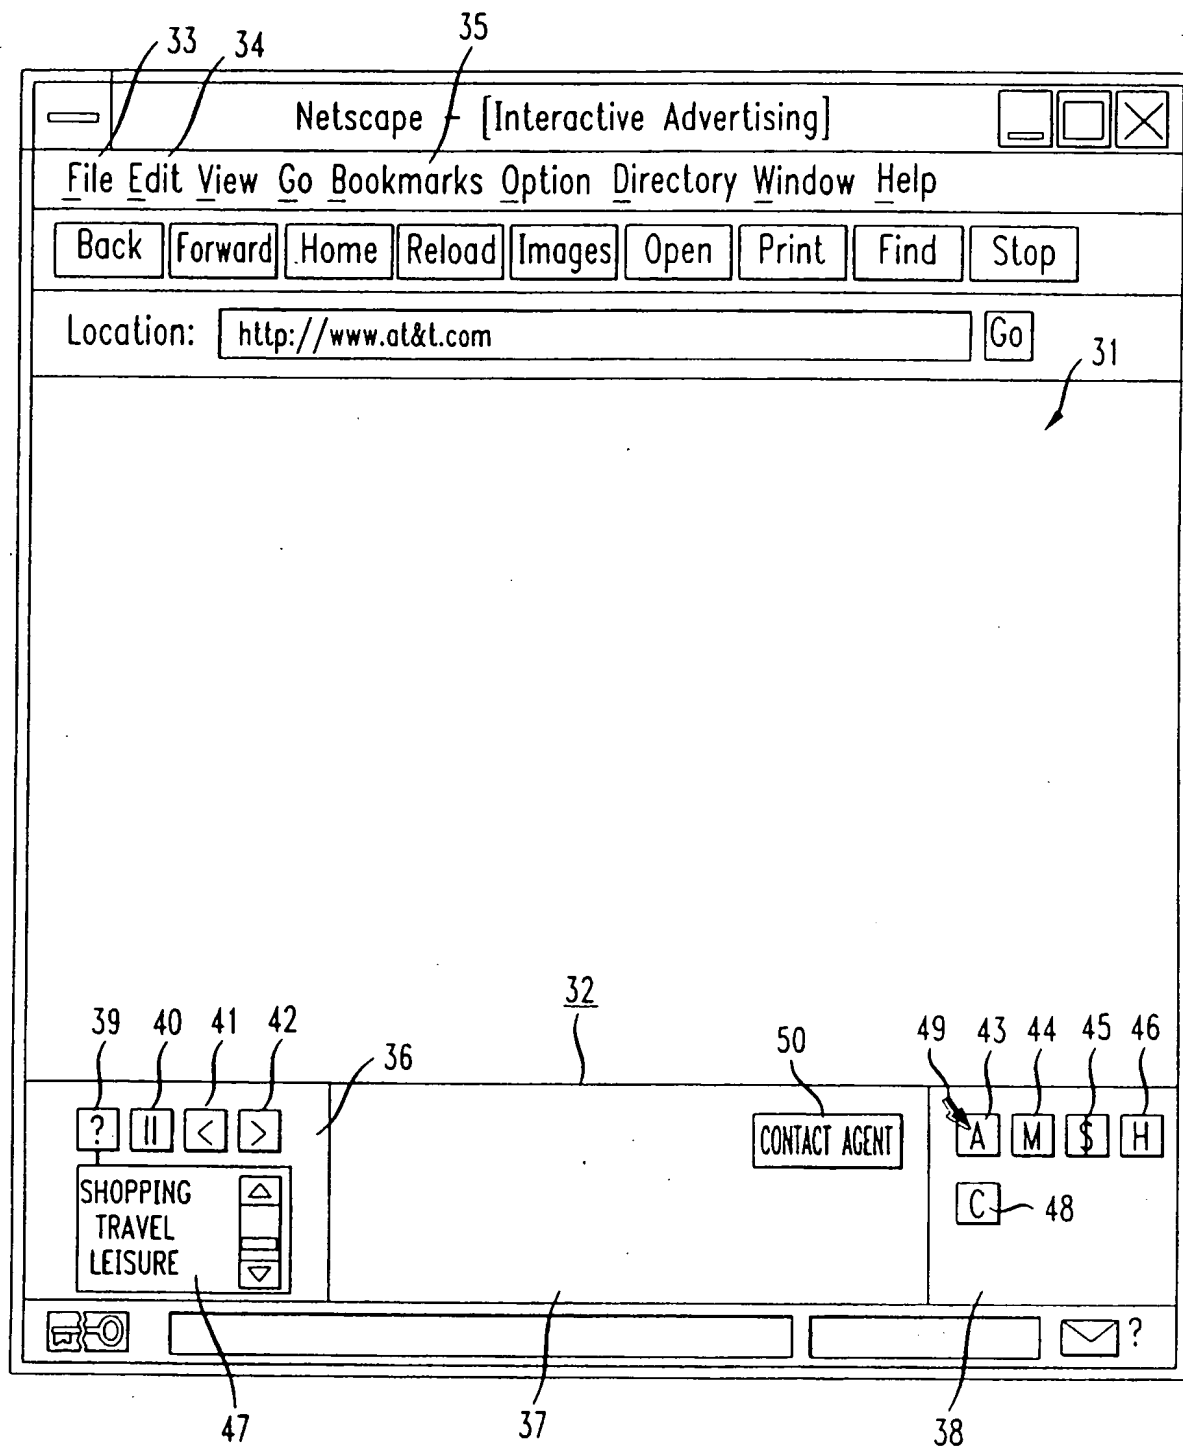 33 34 35
Netscape - [Interactive Advertising]
File Edit View Go Bookmarks Option Directory Window Help
Back Forward Home Reload Images Open Print Find Stop
Location: http://www.at&t.com Go
31
32
39 40 41 42 36 50 49 43 44 45 46
? || < > CONTACT AGENT A M $ H
SHOPPING
TRAVEL
LEISURE
C 48
?
47 37 38